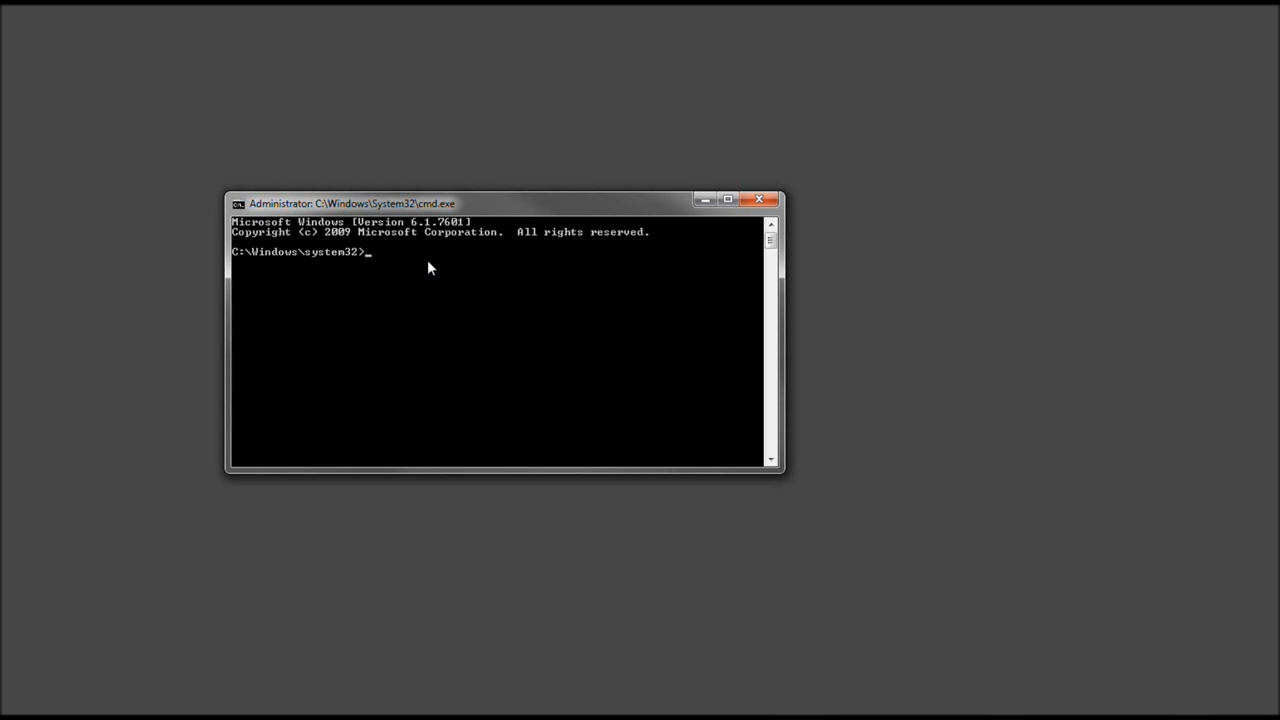 Administrator: C:\Windows\System32\cmd.exe
Microsoft Windows [Version 6.1.7601]
Copyright (c) 2009 Microsoft Corporation.  All rights reserved.
C:\Windows\system32>_